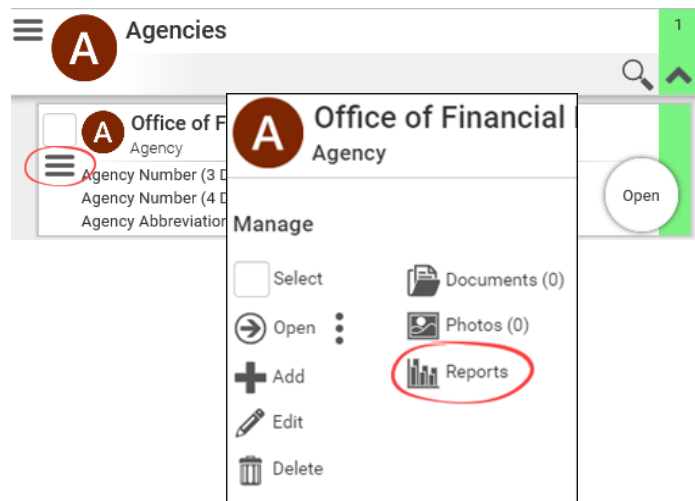 A
Agencies
1
A
Office of F
Agency
Agency Number (3 D
Agency Number (4 D
Agency Abbreviation
Open
A
Office of Financial
Agency
Manage
Select
Documents (0)
Open
Photos (0)
Add
Reports
Edit
Delete